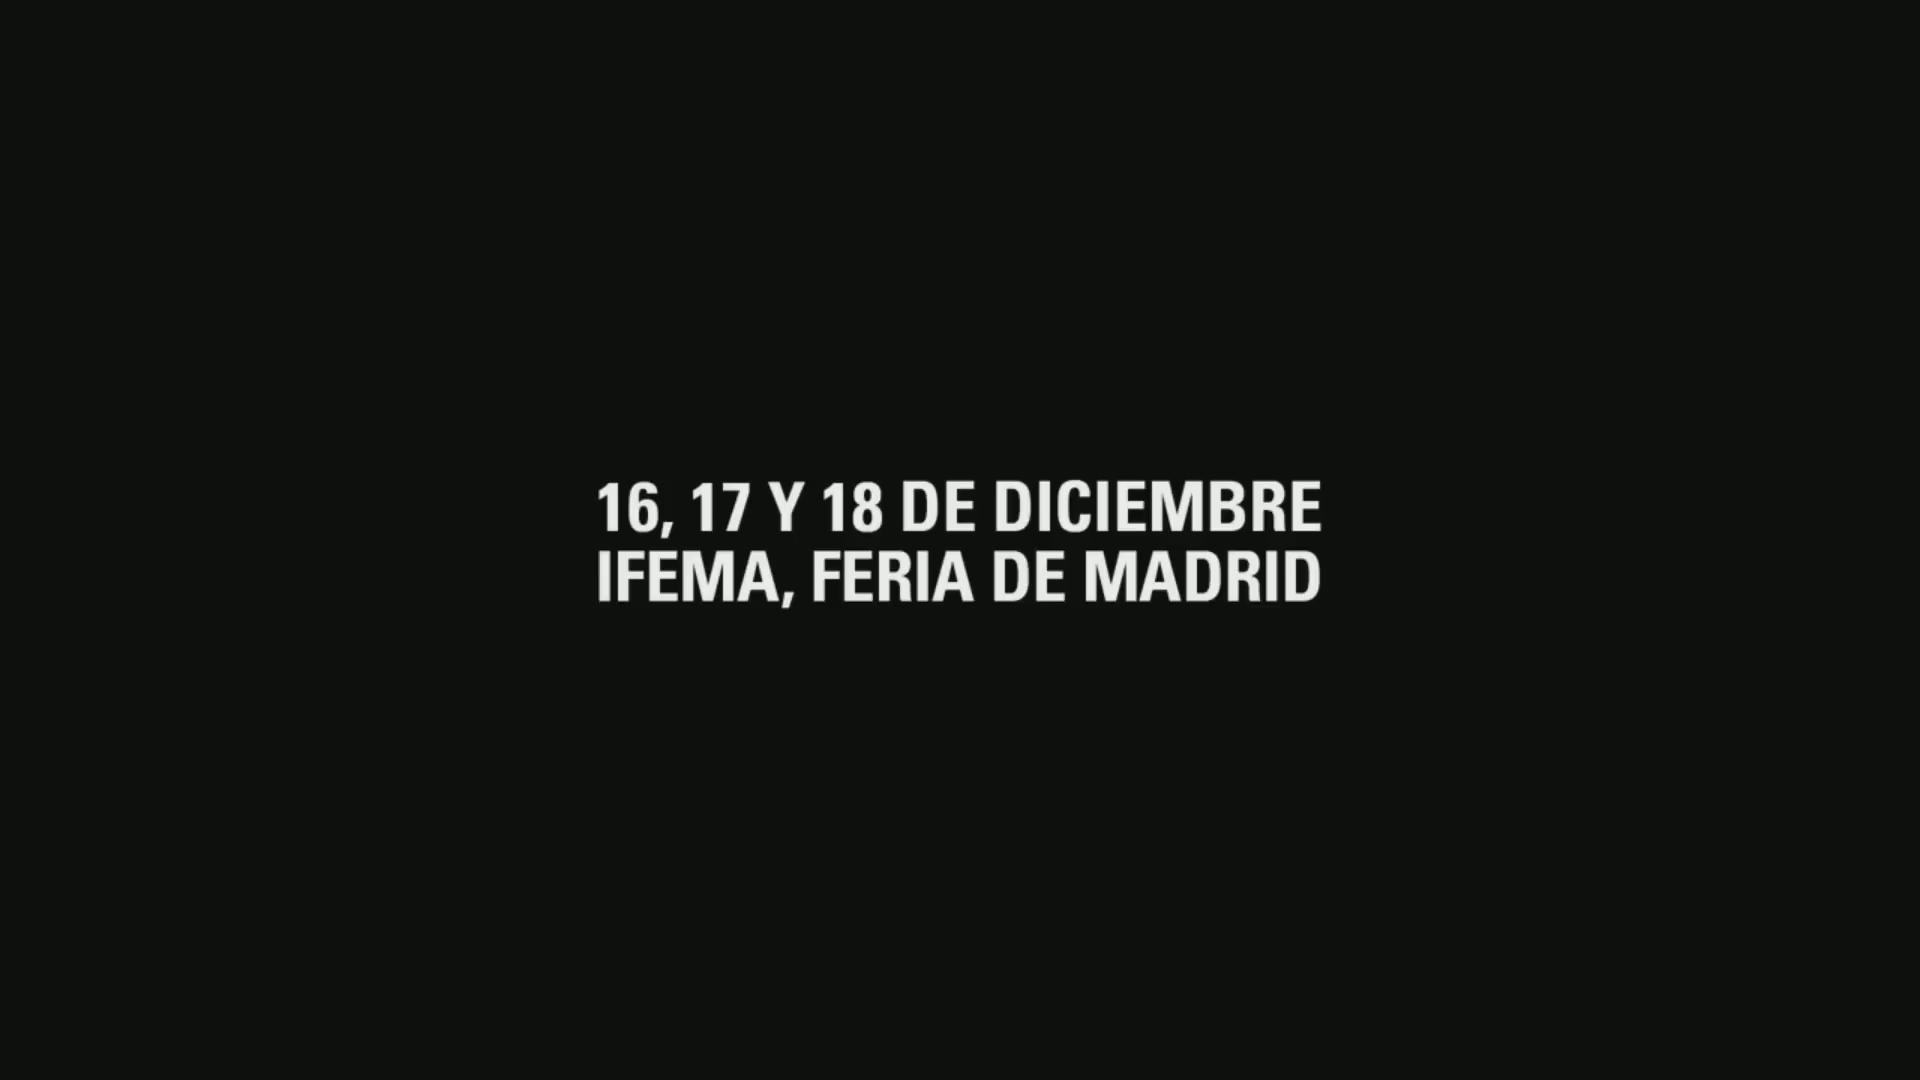 16, 17 Y 18 DE DICIEMBRE
IFEMA, FERIA DE MADRID